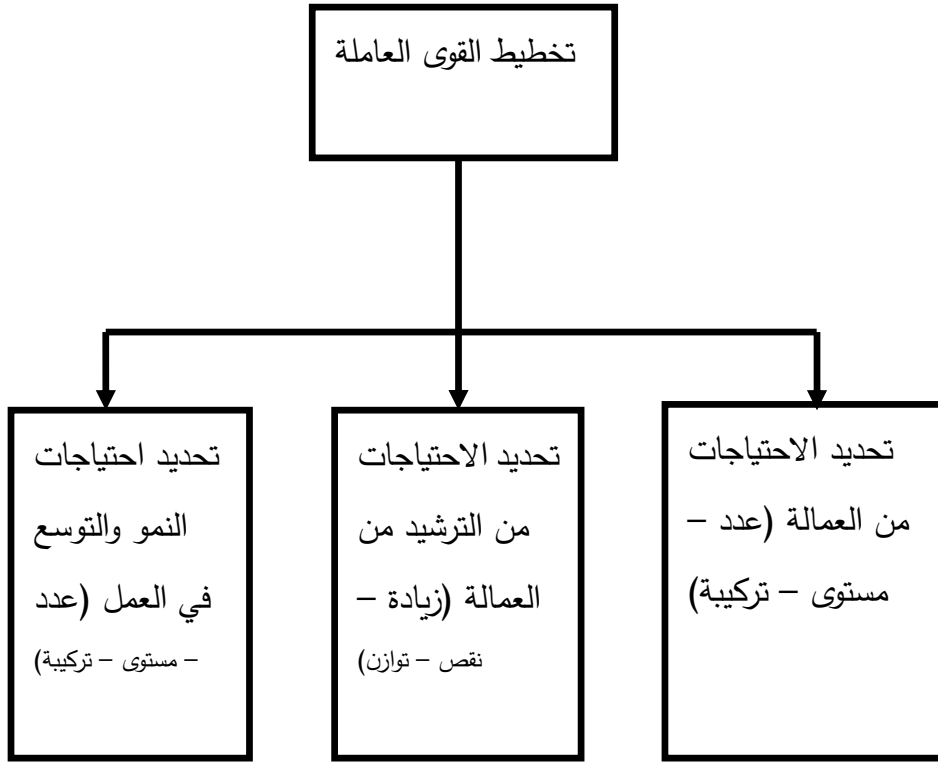 تخطيط القوى العاملة
تحديد الاحتياجات
من العمالة (عدد –
مستوى – تركيبة)
تحديد الاحتياجات
من الترشيد من
العمالة (زيادة –
نقص – توازن)
تحديد احتياجات
النمو والتوسع
في العمل (عدد
– مستوى – تركيبة)